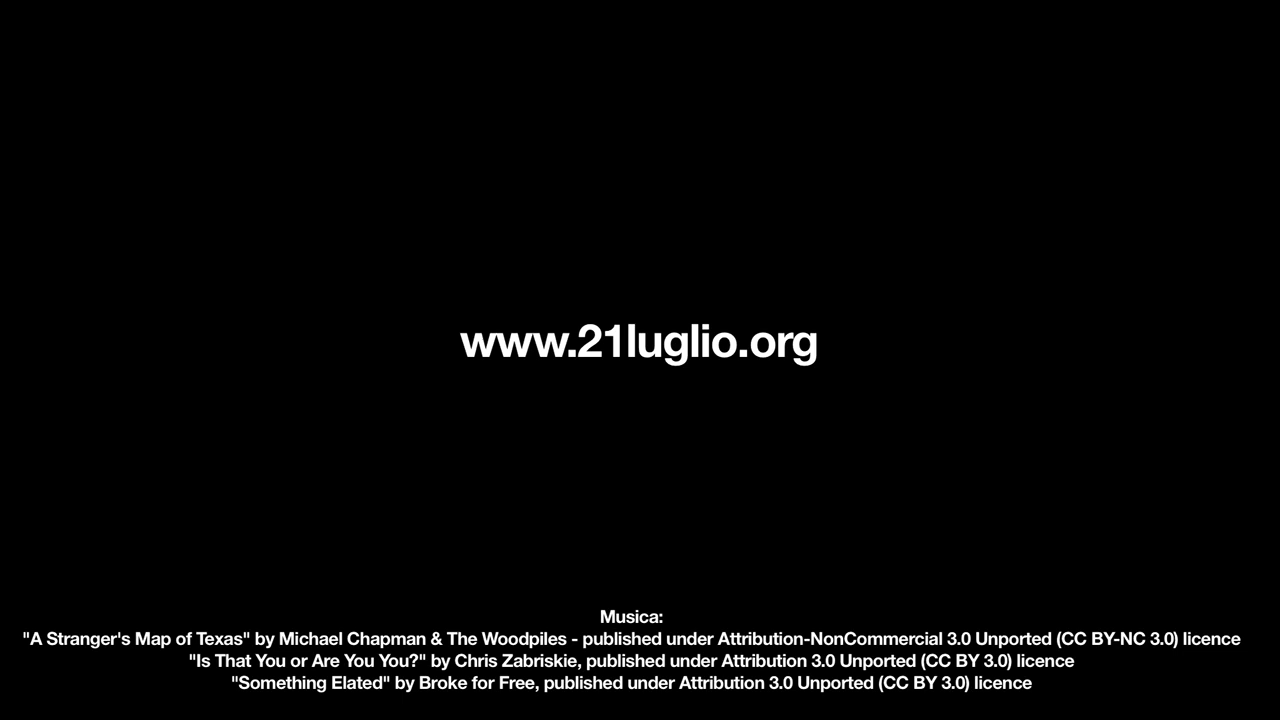 www.21luglio.org
Musica:
"A Stranger's Map of Texas" by Michael Chapman & The Woodpiles - published under Attribution-NonCommercial 3.0 Unported (CC BY-NC 3.0) licence
"Is That You or Are You You?" by Chris Zabriskie, published under Attribution 3.0 Unported (CC BY 3.0) licence
"Something Elated" by Broke for Free, published under Attribution 3.0 Unported (CC BY 3.0) licence